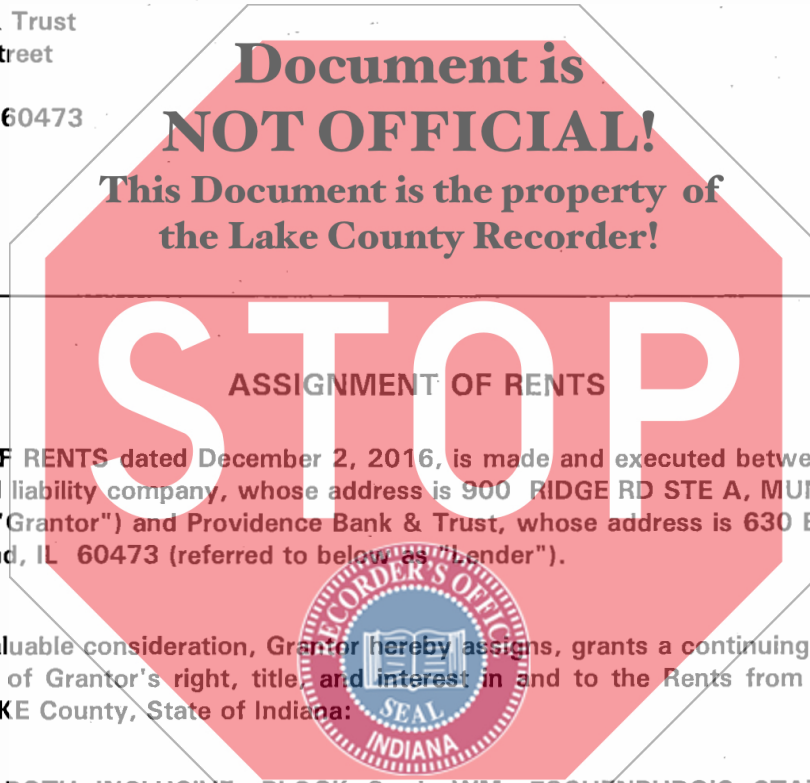 Trust
treet
60473
Document is
NOT OFFICIAL!
This Document is the property of
the Lake County Recorder!
STOP
ASSIGNMENT OF RENTS
F RENTS dated December 2, 2016, is made and executed betwe
liability company, whose address is 900 RIDGE RD STE A, MU
"Grantor") and Providence Bank & Trust, whose address is 630 E
d, IL 60473 (referred to below as "Lender").
luable consideration, Grantor hereby assigns, grants a continuing
of Grantor's right, title, and interest in and to the Rents from
KE County, State of Indiana:
RECORDER'S OFFICE
SEAL
INDIANA
INCLUSIVE, BLOCK